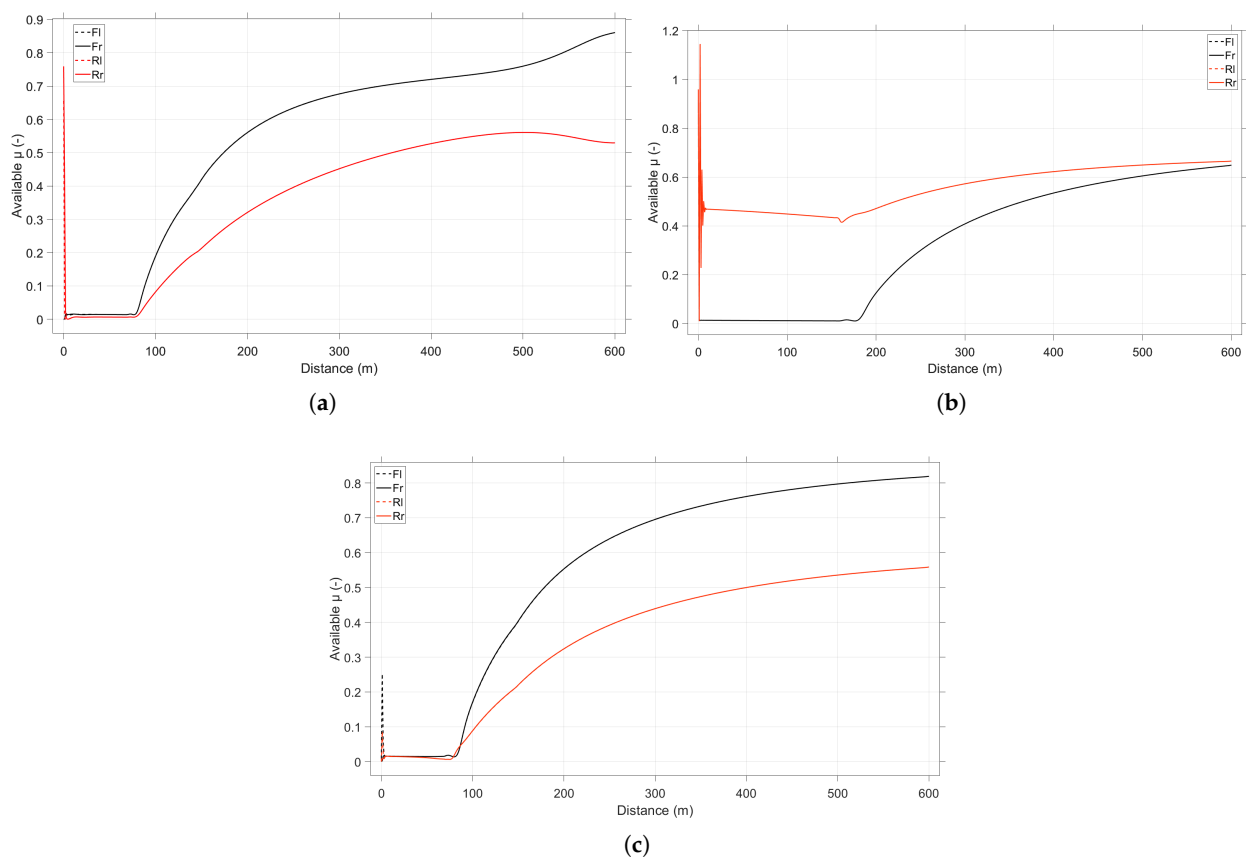 0.9
0.8
0.7
0.6
0.5
0.4
0.3
0.2
0.1
0
Available μ (-)
Fl
Fr
Rl
Rr
0 100 200 300 400 500 600
Distance (m)
(a)
1.2
1
0.8
0.6
0.4
0.2
0
Available μ (-)
Fl
Fr
Rl
Rr
0 100 200 300 400 500 600
Distance (m)
(b)
0.8
0.7
0.6
0.5
0.4
0.3
0.2
0.1
0
Available μ (-)
Fl
Fr
Rl
Rr
0 100 200 300 400 500 600
Distance (m)
(c)